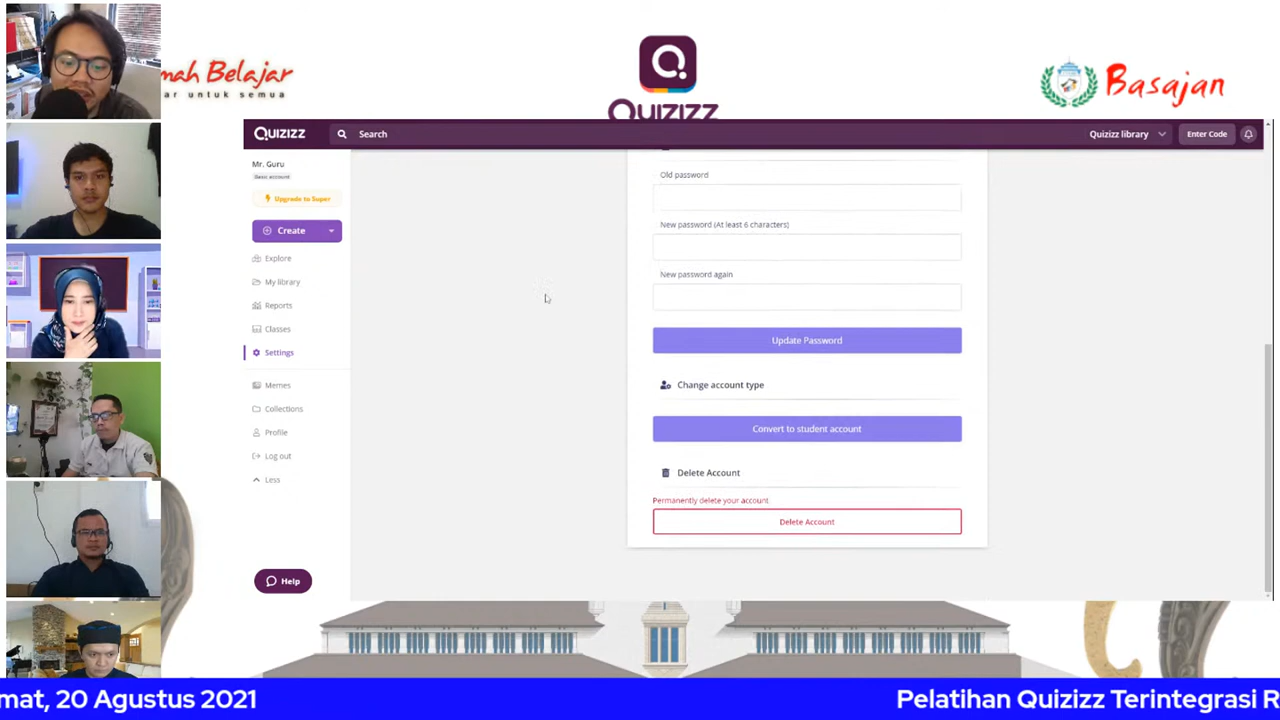 mah Belajar
ar untuk semua
QUIZIZZ
Basajan
QUIZIZZ
Search
Quizizz library
Enter Code
Mr. Guru
Basic account
Upgrade to Super
Create
Explore
My library
Reports
Classes
Settings
Memes
Collections
Profile
Log out
Less
Help
Old password
New password (At least 6 characters)
New password again
Update Password
Change account type
Convert to student account
Delete Account
Permanently delete your account
Delete Account
mat, 20 Agustus 2021
Pelatihan Quizizz Terintegrasi R